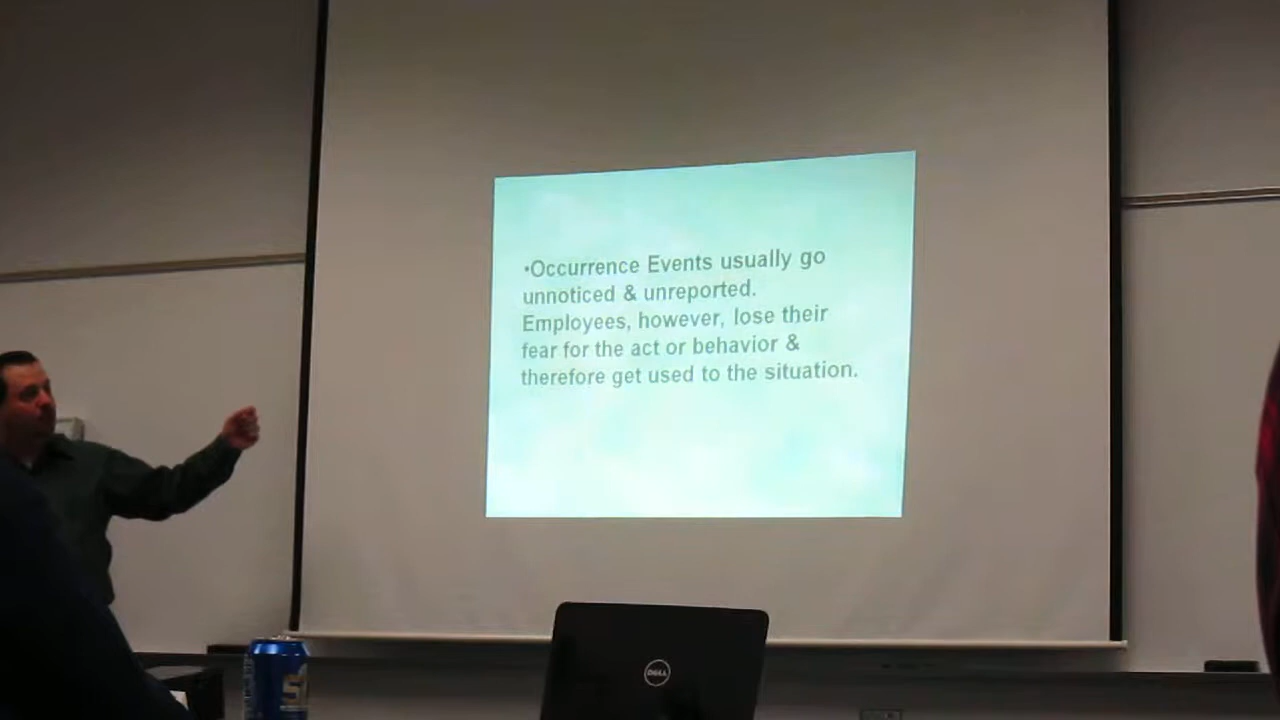 •Occurrence Events usually go
unnoticed & unreported.
Employees, however, lose their
fear for the act or behavior &
therefore get used to the situation.
DELL